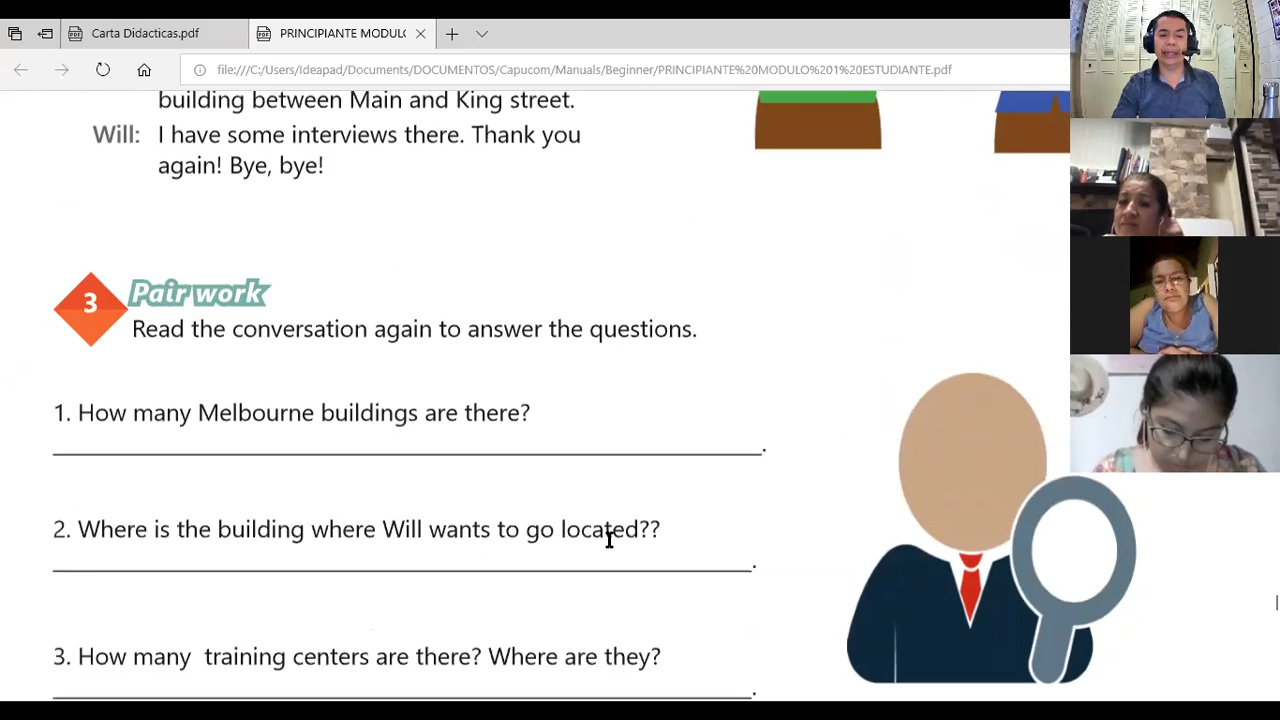 Carta Didacticas.pdf
PRINCIPIANTE MODUL
file:///C:/Users/Ideapad/Documents/DOCUMENTOS/Capucom/Manuals/Beginner/PRINCIPIANTE%20MODULO%201%20ESTUDIANTE.pdf
building between Main and King street.
Will: I have some interviews there. Thank you
again! Bye, bye!
3 Pair work
Read the conversation again to answer the questions.
1. How many Melbourne buildings are there?
2. Where is the building where Will wants to go located??
3. How many training centers are there? Where are they?